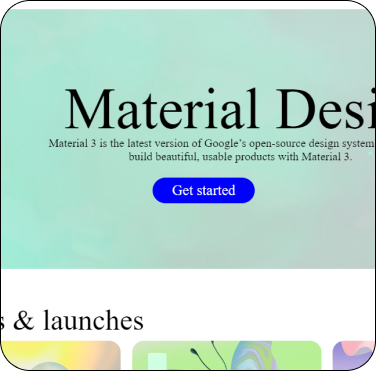 Material Desi
Material 3 is the latest version of Google's open-source design system
build beautiful, usable products with Material 3.
Get started
s & launches